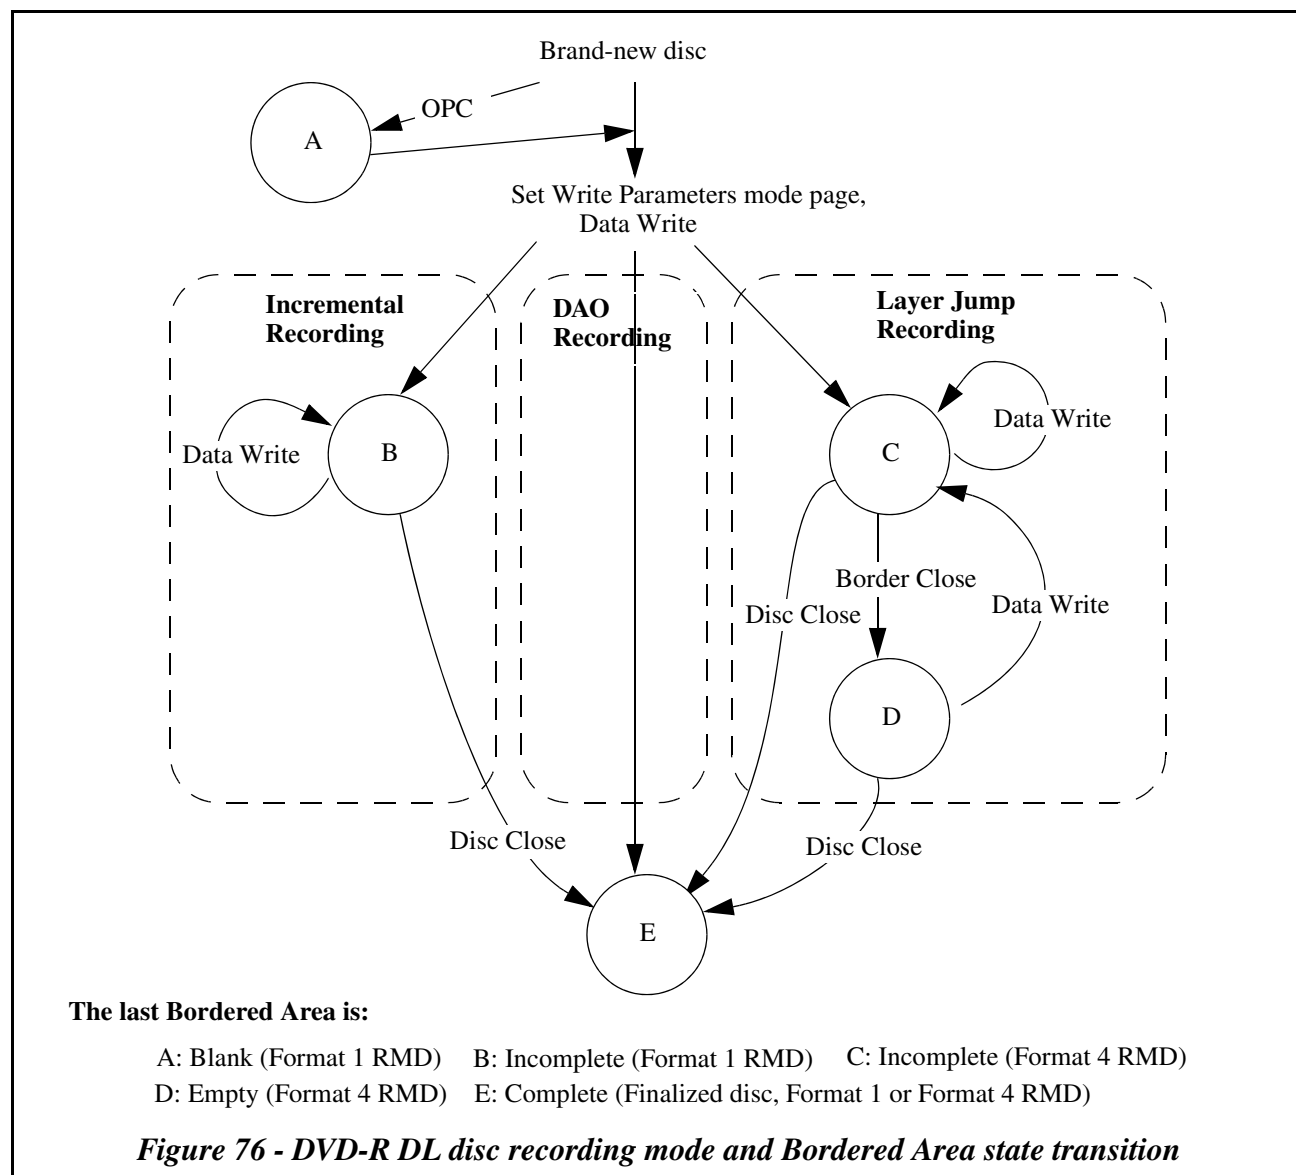 Brand-new disc
OPC
A
Set Write Parameters mode page,
Data Write
Incremental
Recording
DAO
Recording
Layer Jump
Recording
Data Write
B
C
Data Write
Border Close
Disc Close
Data Write
D
Disc Close
Disc Close
E
The last Bordered Area is:
A: Blank (Format 1 RMD) B: Incomplete (Format 1 RMD) C: Incomplete (Format 4 RMD)
D: Empty (Format 4 RMD) E: Complete (Finalized disc, Format 1 or Format 4 RMD)
Figure 76 - DVD-R DL disc recording mode and Bordered Area state transition